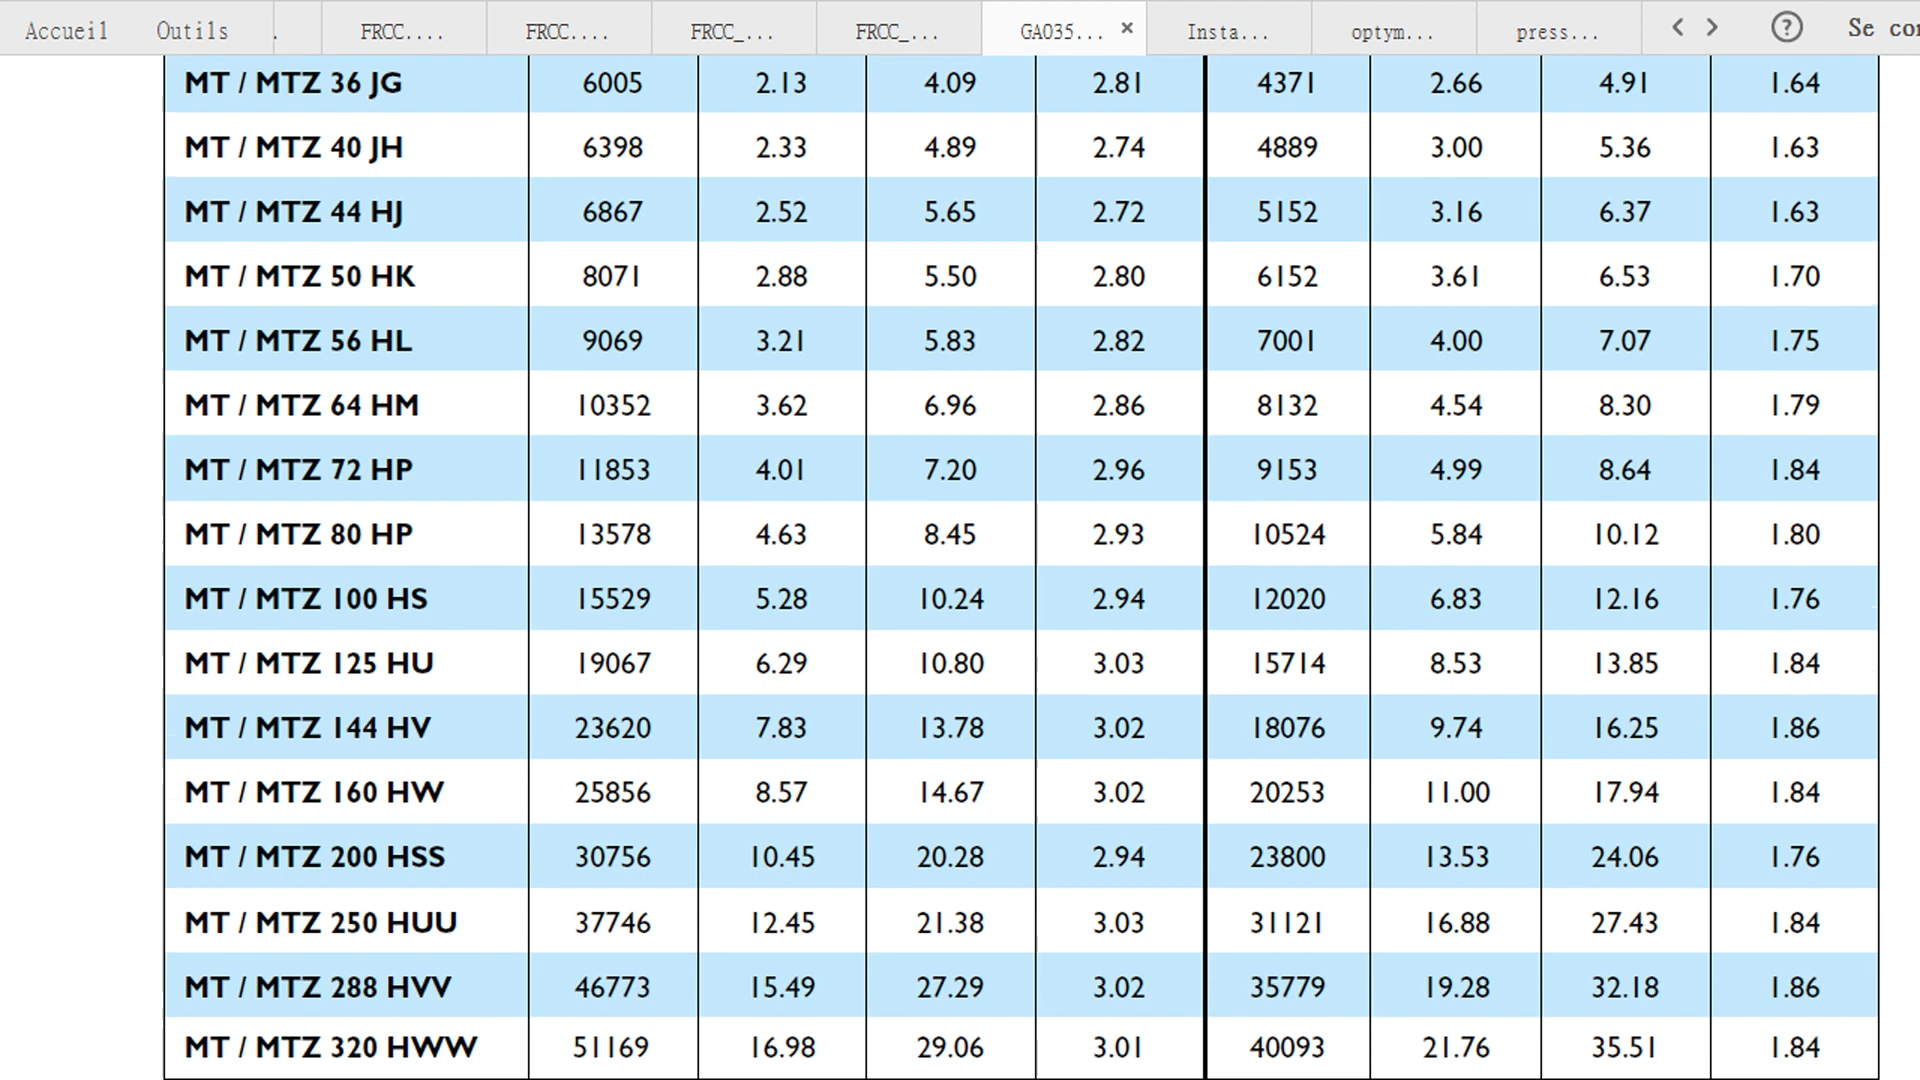 Accueil Outils . FRCC.... FRCC.... FRCC_... FRCC_... GA035... × Insta... optym... press... < > ? Se con
MT / MTZ 36 JG 6005 2.13 4.09 2.81 4371 2.66 4.91 1.64
MT / MTZ 40 JH 6398 2.33 4.89 2.74 4889 3.00 5.36 1.63
MT / MTZ 44 HJ 6867 2.52 5.65 2.72 5152 3.16 6.37 1.63
MT / MTZ 50 HK 8071 2.88 5.50 2.80 6152 3.61 6.53 1.70
MT / MTZ 56 HL 9069 3.21 5.83 2.82 7001 4.00 7.07 1.75
MT / MTZ 64 HM 10352 3.62 6.96 2.86 8132 4.54 8.30 1.79
MT / MTZ 72 HP 11853 4.01 7.20 2.96 9153 4.99 8.64 1.84
MT / MTZ 80 HP 13578 4.63 8.45 2.93 10524 5.84 10.12 1.80
MT / MTZ 100 HS 15529 5.28 10.24 2.94 12020 6.83 12.16 1.76
MT / MTZ 125 HU 19067 6.29 10.80 3.03 15714 8.53 13.85 1.84
MT / MTZ 144 HV 23620 7.83 13.78 3.02 18076 9.74 16.25 1.86
MT / MTZ 160 HW 25856 8.57 14.67 3.02 20253 11.00 17.94 1.84
MT / MTZ 200 HSS 30756 10.45 20.28 2.94 23800 13.53 24.06 1.76
MT / MTZ 250 HUU 37746 12.45 21.38 3.03 31121 16.88 27.43 1.84
MT / MTZ 288 HVV 46773 15.49 27.29 3.02 35779 19.28 32.18 1.86
MT / MTZ 320 HWW 51169 16.98 29.06 3.01 40093 21.76 35.51 1.84